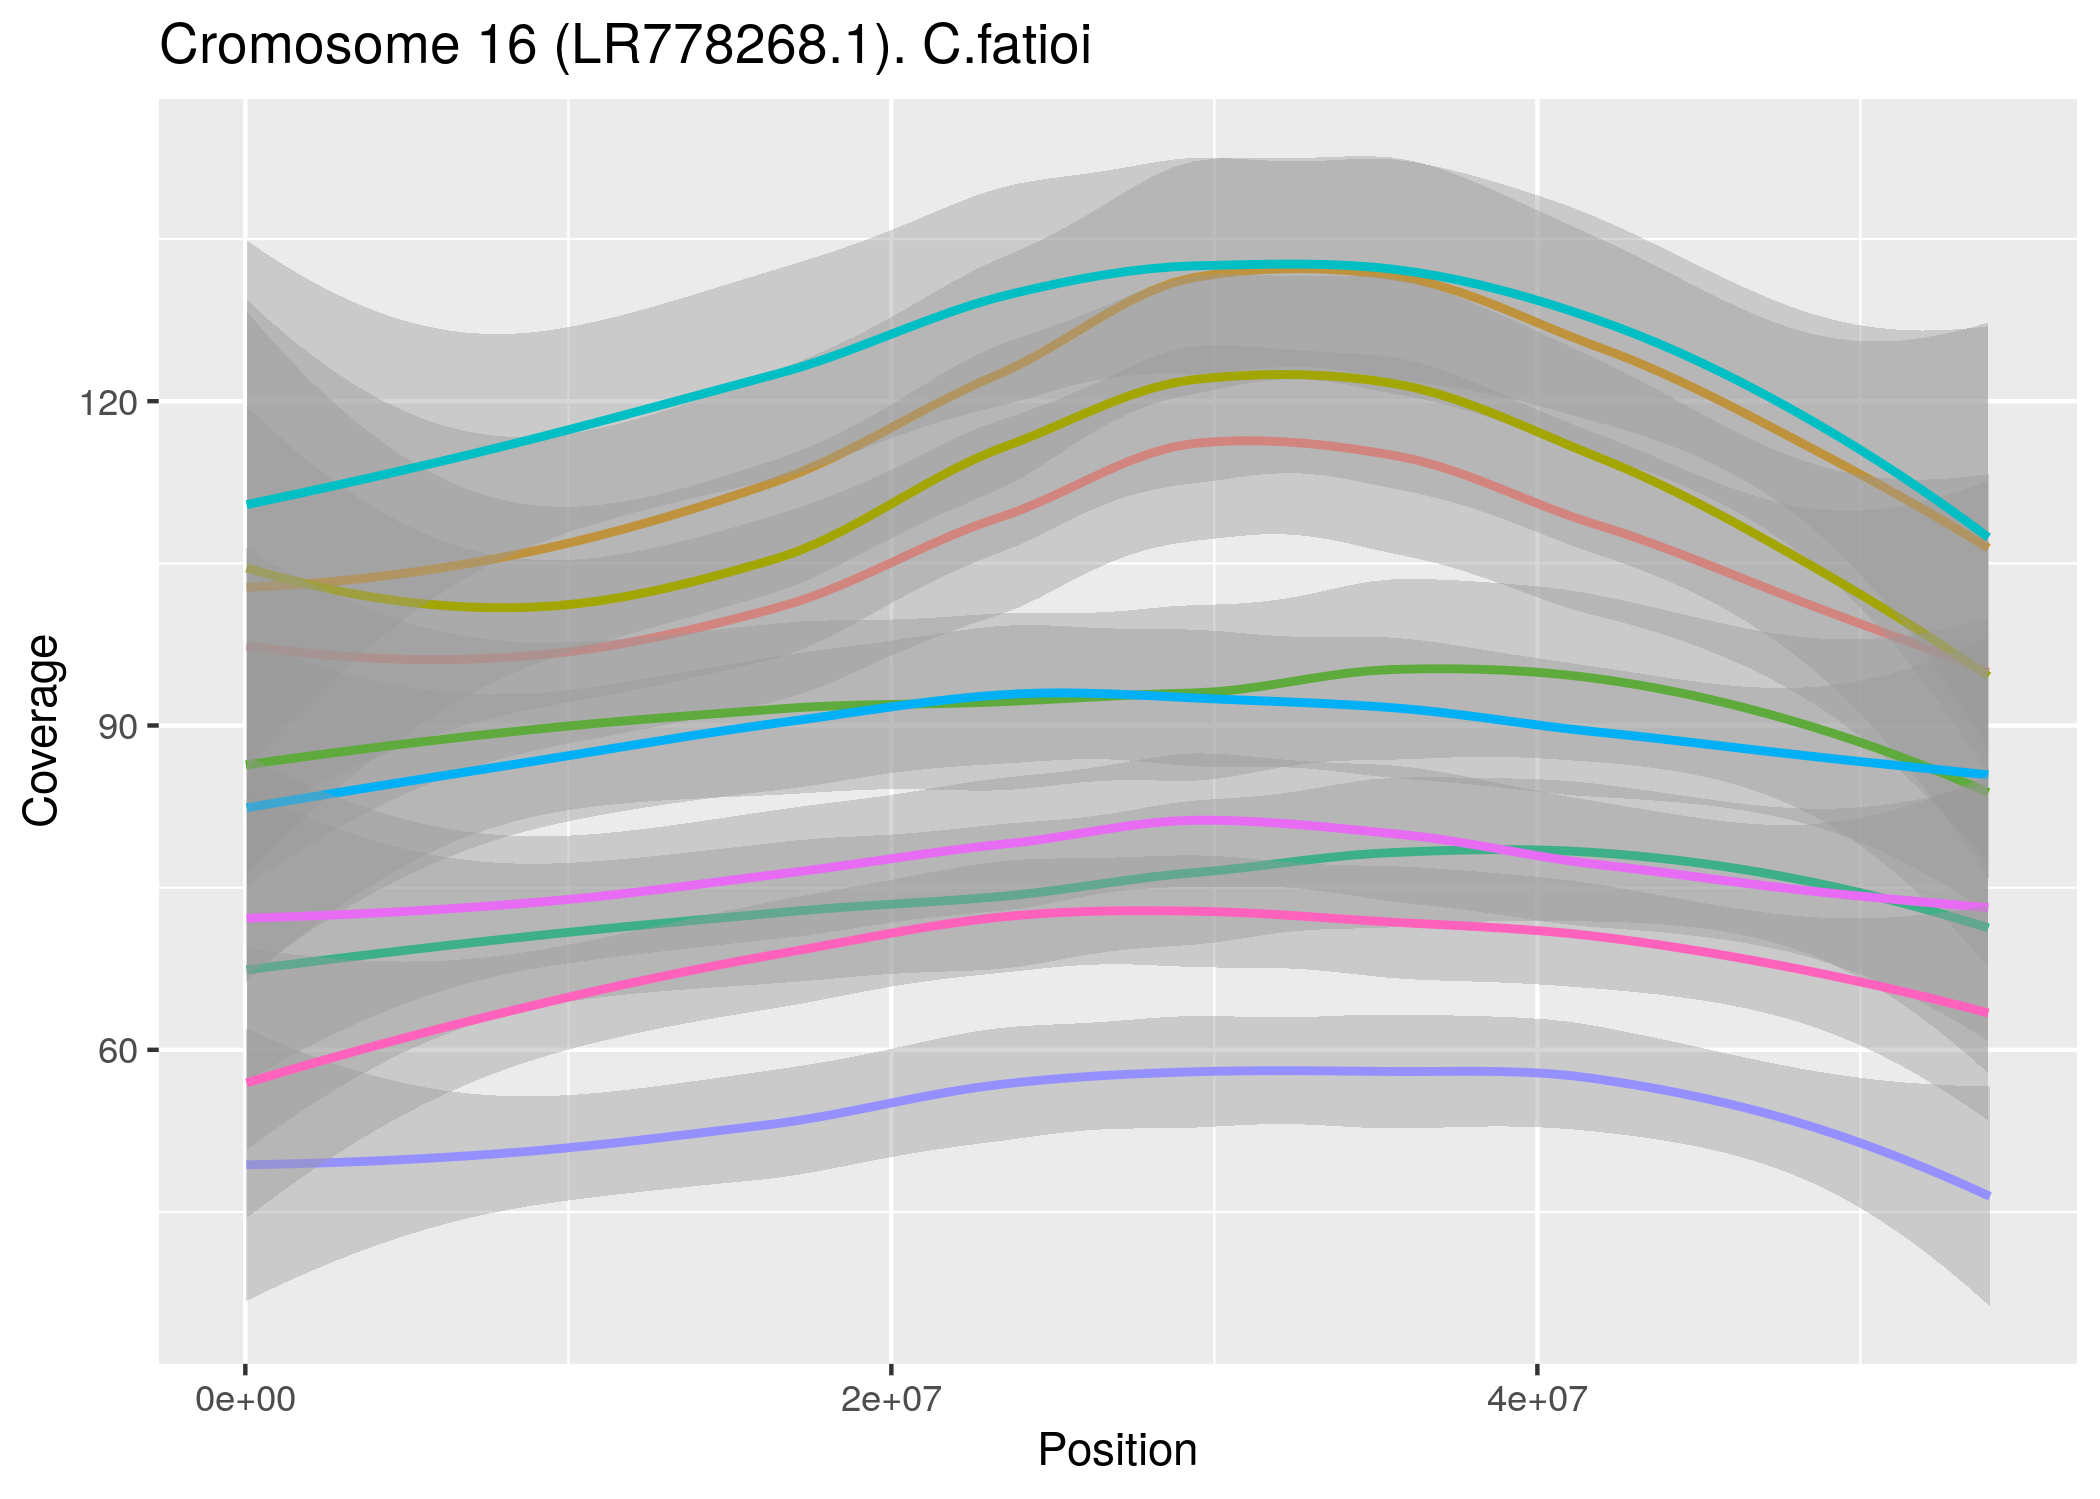 Cromosome 16 (LR778268.1). C.fatioi
120
90
60
Coverage
0e+00
2e+07
4e+07
Position